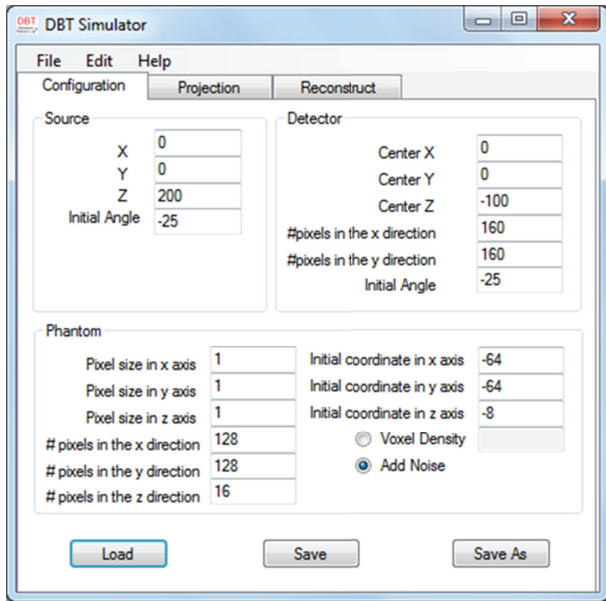 DBT DBT Simulator
File Edit Help
Configuration Projection Reconstruct
Source
X 0
Y 0
Z 200
Initial Angle -25
Detector
Center X 0
Center Y 0
Center Z -100
#pixels in the x direction 160
#pixels in the y direction 160
Initial Angle -25
Phantom
Pixel size in x axis 1
Pixel size in y axis 1
Pixel size in z axis 1
# pixels in the x direction 128
# pixels in the y direction 128
# pixels in the z direction 16
Initial coordinate in x axis -64
Initial coordinate in y axis -64
Initial coordinate in z axis -8
Voxel Density
Add Noise
Load Save Save As